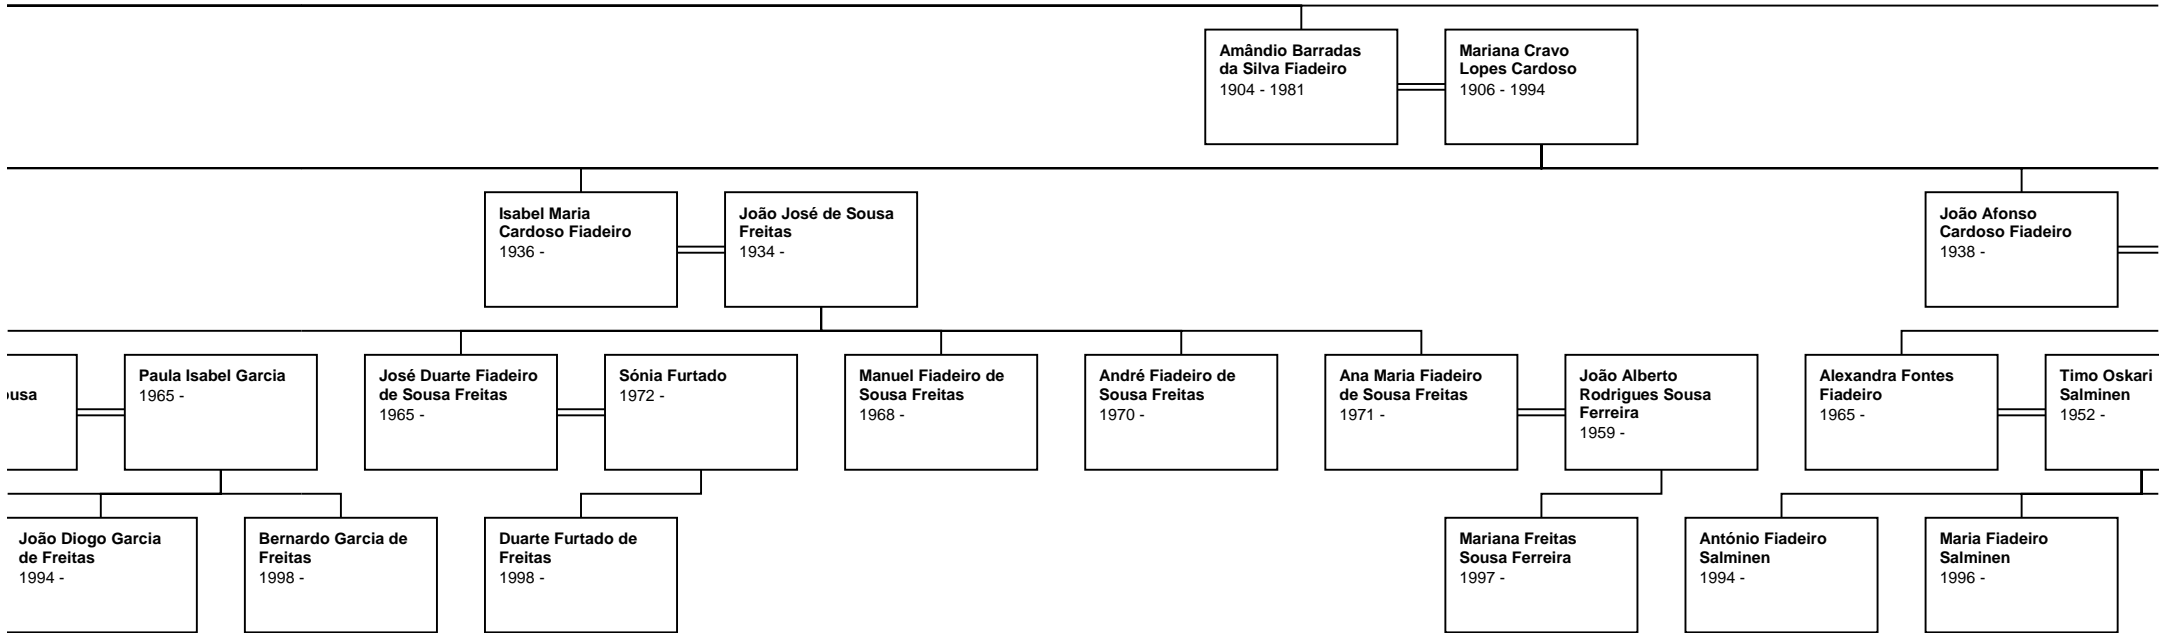 Amândio Barradas
da Silva Fiadeiro
1904 - 1981
Mariana Cravo
Lopes Cardoso
1906 - 1994
Isabel Maria
Cardoso Fiadeiro
1936 -
João José de Sousa
Freitas
1934 -
João Afonso
Cardoso Fiadeiro
1938 -
Paula Isabel Garcia
1965 -
José Duarte Fiadeiro
de Sousa Freitas
1965 -
Sónia Furtado
1972 -
Manuel Fiadeiro de
Sousa Freitas
1968 -
André Fiadeiro de
Sousa Freitas
1970 -
Ana Maria Fiadeiro
de Sousa Freitas
1971 -
João Alberto
Rodrigues Sousa
Ferreira
1959 -
Alexandra Fontes
Fiadeiro
1965 -
Timo Oskari
Salminen
1952 -
João Diogo Garcia
de Freitas
1994 -
Bernardo Garcia de
Freitas
1998 -
Duarte Furtado de
Freitas
1998 -
Mariana Freitas
Sousa Ferreira
1997 -
António Fiadeiro
Salminen
1994 -
Maria Fiadeiro
Salminen
1996 -